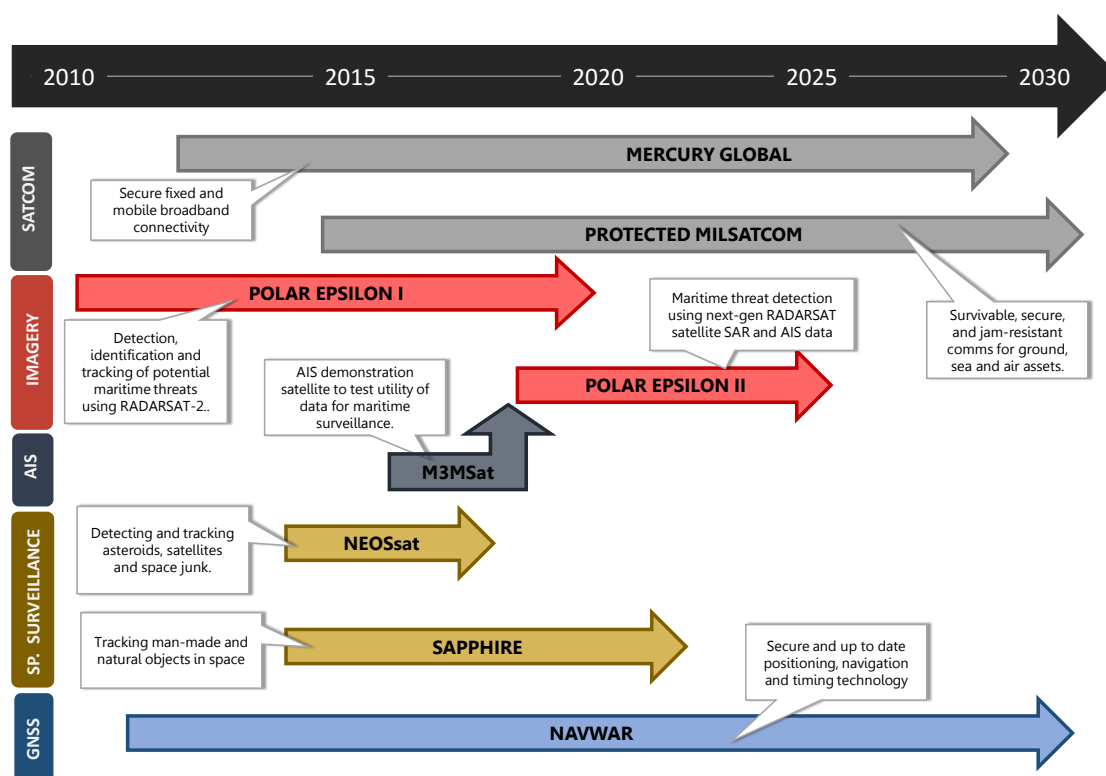 2010 2015 2020 2025 2030
SATCOM
MERCURY GLOBAL
Secure fixed and
mobile broadband
connectivity
PROTECTED MILSATCOM
Survivable, secure,
and jam-resistant
comms for ground,
sea and air assets.
IMAGERY
POLAR EPSILON I
Detection,
identification and
tracking of potential
maritime threats
using RADARSAT-2..
Maritime threat detection
using next-gen RADARSAT
satellite SAR and AIS data
POLAR EPSILON II
AIS demonstration
satellite to test utility of
data for maritime
surveillance.
AIS
M3MSat
SP. SURVEILLANCE
Detecting and tracking
asteroids, satellites
and space junk.
NEOSsat
Tracking man-made and
natural objects in space
SAPPHIRE
Secure and up to date
positioning, navigation
and timing technology
GNSS
NAVWAR